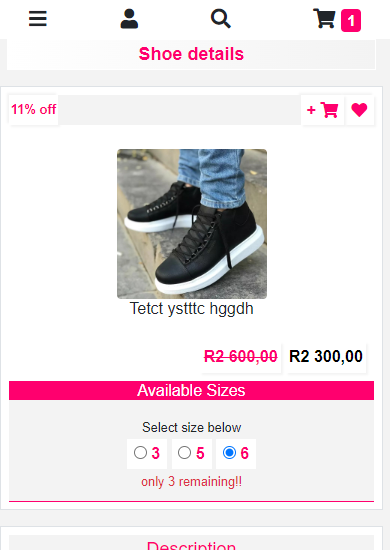 1
Shoe details
11% off
+
Tetct ystttc hggdh
R2 600,00 R2 300,00
Available Sizes
Select size below
3 5 6
only 3 remaining!!
Description